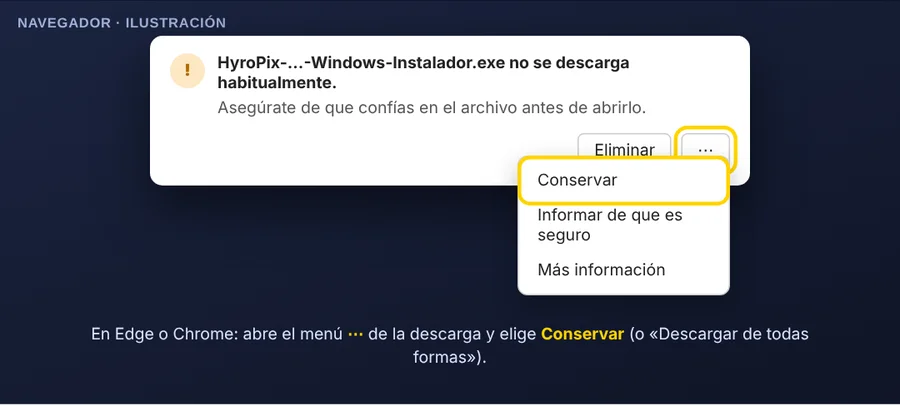 NAVEGADOR · ILUSTRACIÓN
!
HyroPix-...-Windows-Instalador.exe no se descarga
habitualmente.
Asegúrate de que confías en el archivo antes de abrirlo.
Eliminar
...
Conservar
Informar de que es
seguro
Más información
En Edge o Chrome: abre el menú ··· de la descarga y elige Conservar (o «Descargar de todas
formas»).